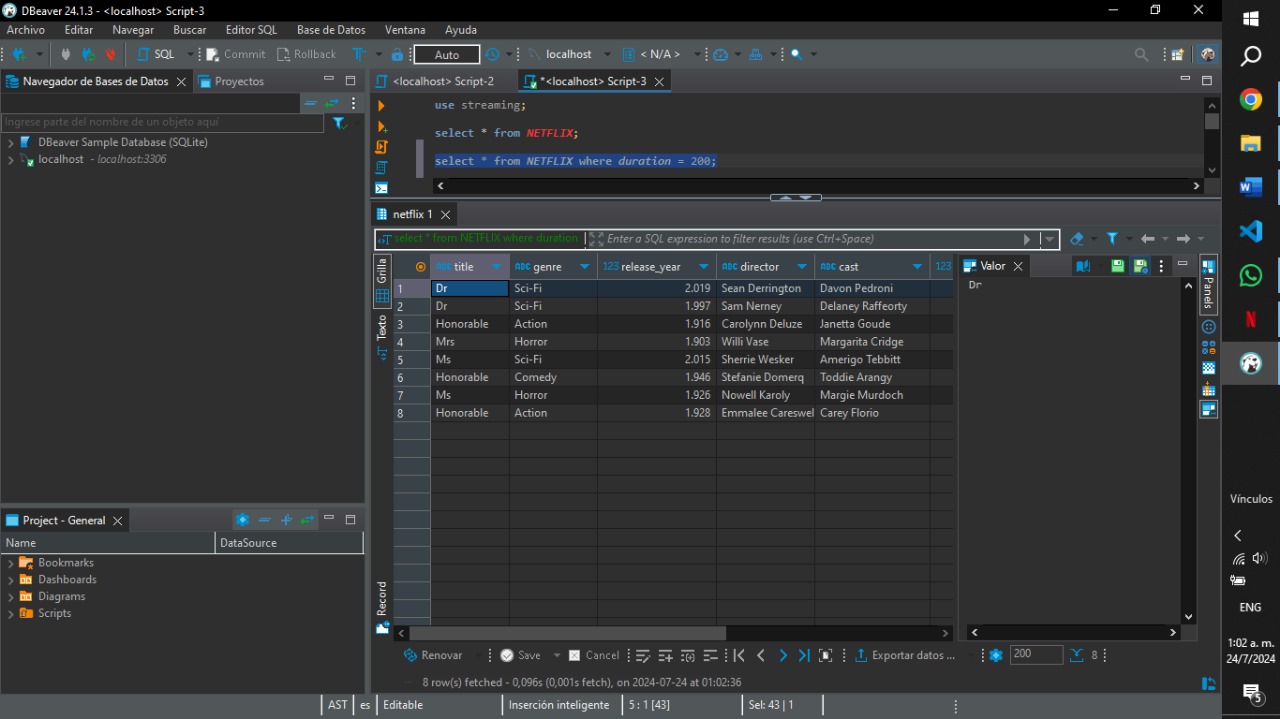 DBeaver 24.1.3 - <localhost> Script-3
Archivo Editar Navegar Buscar Editor SQL Base de Datos Ventana Ayuda
SQL Commit Rollback T Auto localhost < N/A >
Navegador de Bases de Datos Proyectos
Ingrese parte del nombre de un objeto aquí
DBeaver Sample Database (SQLite)
localhost - localhost:3306
<localhost> Script-2 *<localhost> Script-3
use streaming;
select * from NETFLIX;
select * from NETFLIX where duration = 200;
netflix 1
select * from NETFLIX where duration Enter a SQL expression to filter results (use Ctrl+Space)
Grilla
Texto
Record
ABC title ABC genre 123 release_year ABC director ABC cast 123
1 Dr Sci-Fi 2.019 Sean Derrington Davon Pedroni
2 Dr Sci-Fi 1.997 Sam Nerney Delaney Raffeorty
3 Honorable Action 1.916 Carolynn Deluze Janetta Goude
4 Mrs Horror 1.903 Willi Vase Margarita Cridge
5 Ms Sci-Fi 2.015 Sherrie Wesker Amerigo Tebbitt
6 Honorable Comedy 1.946 Stefanie Domerq Toddie Arangy
7 Ms Horror 1.926 Nowell Karoly Margie Murdoch
8 Honorable Action 1.928 Emmalee Careswel Carey Florio
Valor
Dr
Panels
Project - General
Name DataSource
Bookmarks
Dashboards
Diagrams
Scripts
Renovar Save Cancel Exportar datos ... 200 8
8 row(s) fetched - 0,096s (0,001s fetch), on 2024-07-24 at 01:02:36
AST es Editable Inserción inteligente 5 : 1 [43] Sel: 43 | 1
Vínculos
ENG
1:02 a. m.
24/7/2024
5